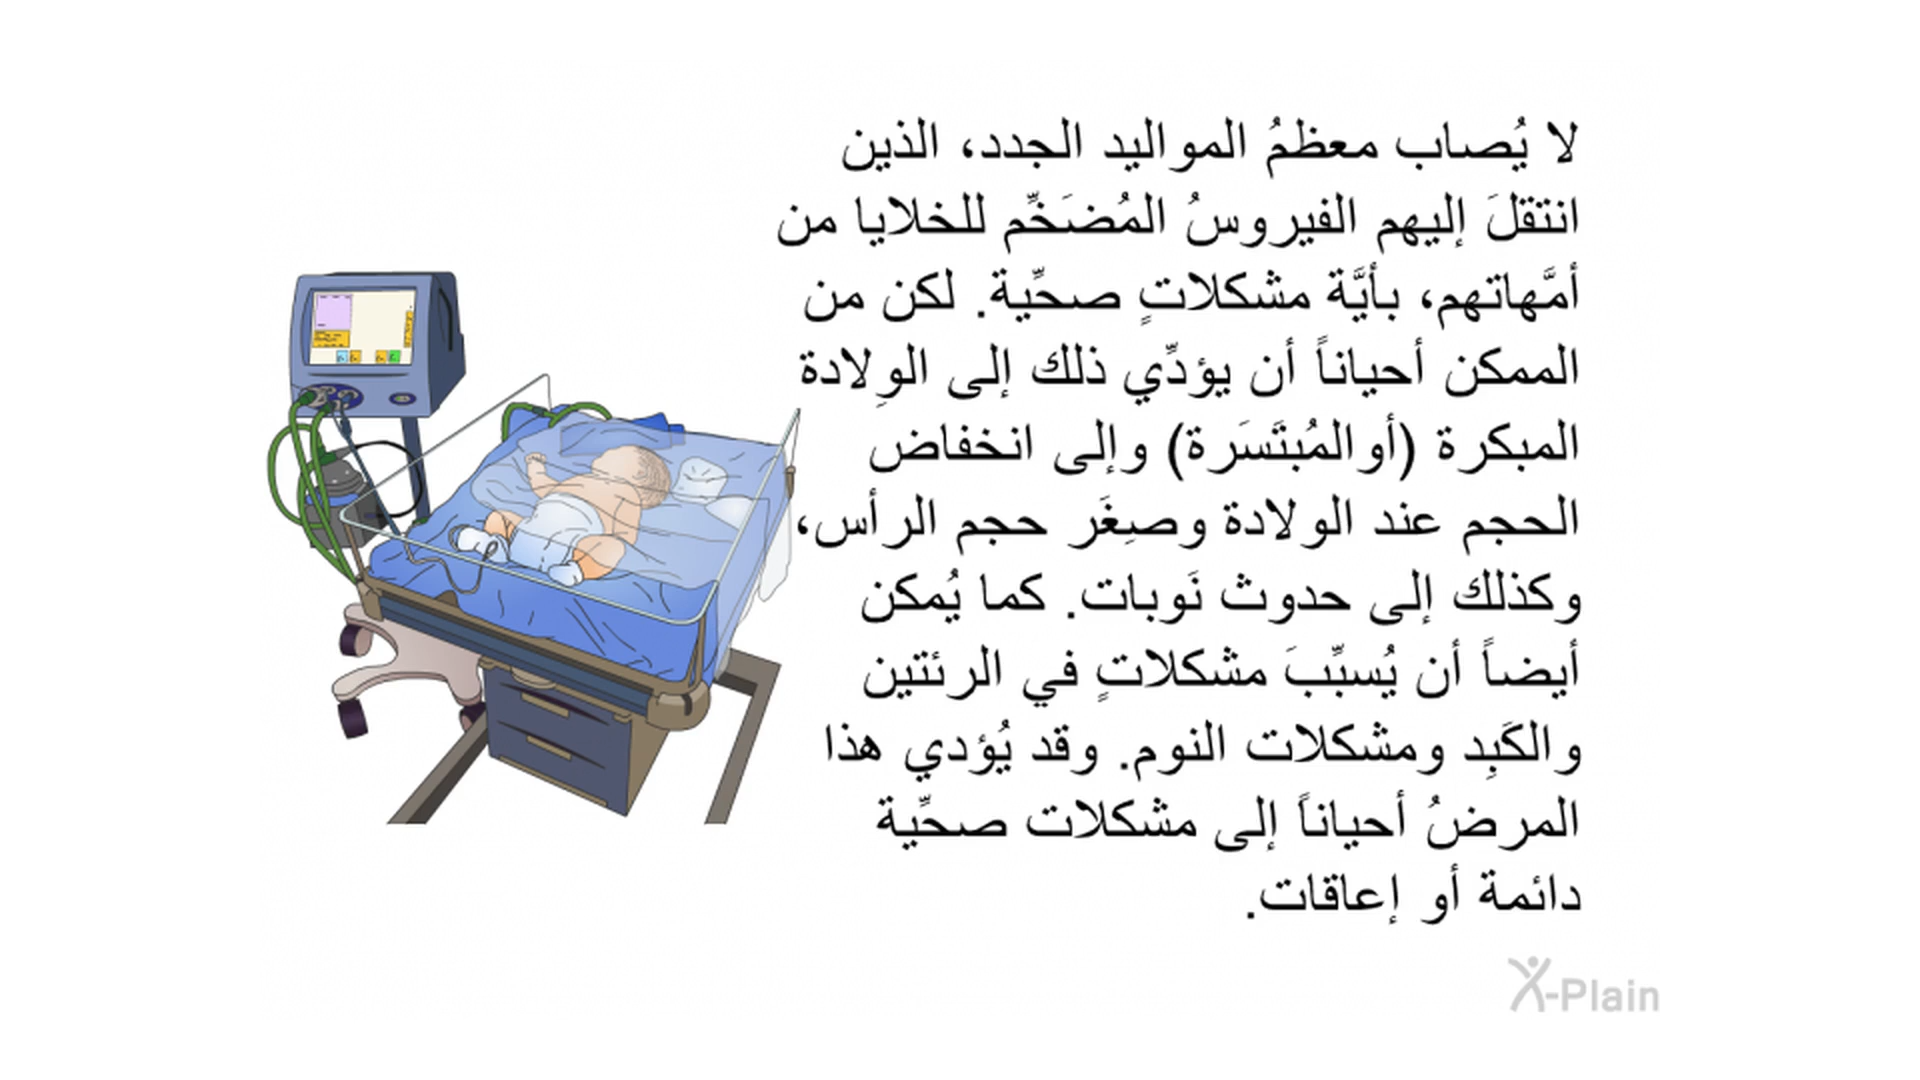 لا يُصاب معظمُ المواليد الجدد، الذين
انتقلَ إليهم الفيروسُ المُضَخِّم للخلايا من
أمَّهاتهم، بأيَّة مشكلاتٍ صحِّية. لكن من
الممكن أحياناً أن يؤدِّي ذلك إلى الوِلادة
المبكرة (أوالمُبتَسَرة) وإلى انخفاض
الحجم عند الولادة وصِغَر حجم الرأس،
وكذلك إلى حدوث نَوبات. كما يُمكن
أيضاً أن يُسبِّبَ مشكلاتٍ في الرئتين
والكَبِد ومشكلات النوم. وقد يُؤدي هذا
المرضُ أحياناً إلى مشكلات صحِّية
دائمة أو إعاقات.
X-Plain